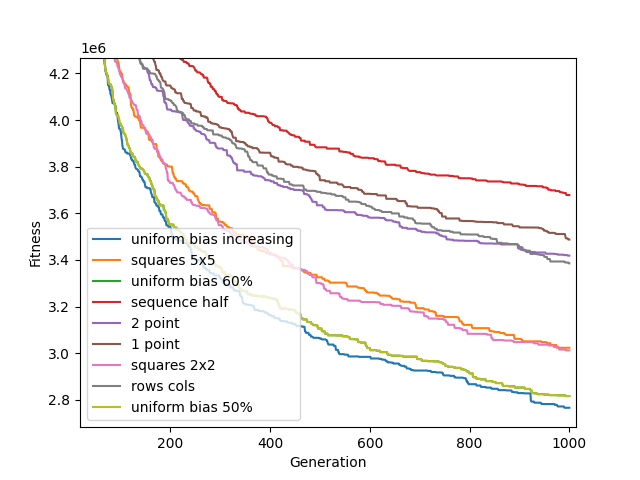 1e6
4.2
4.0
3.8
3.6
3.4
3.2
3.0
2.8
Fitness
uniform bias increasing
squares 5x5
uniform bias 60%
sequence half
2 point
1 point
squares 2x2
rows cols
uniform bias 50%
200 400 600 800 1000
Generation